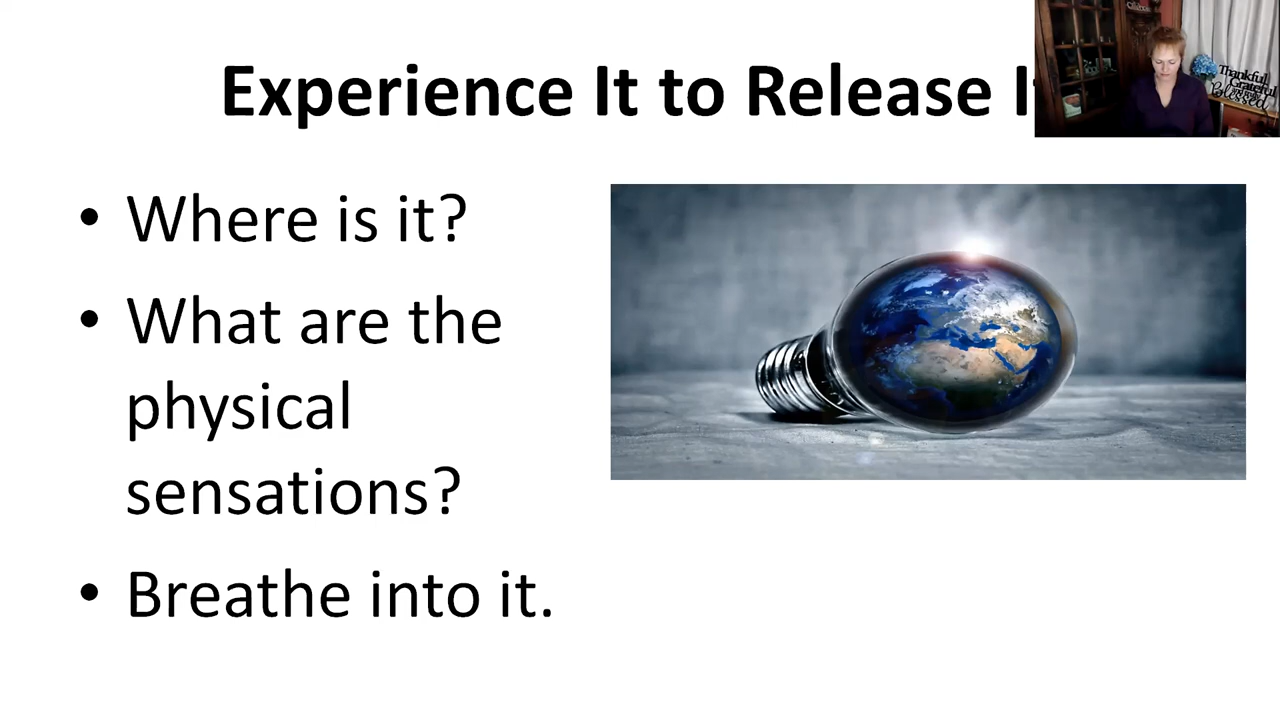 Experience It to Release It
• Where is it?
• What are the
physical
sensations?
• Breathe into it.
Thankful,
Grateful
Blessed